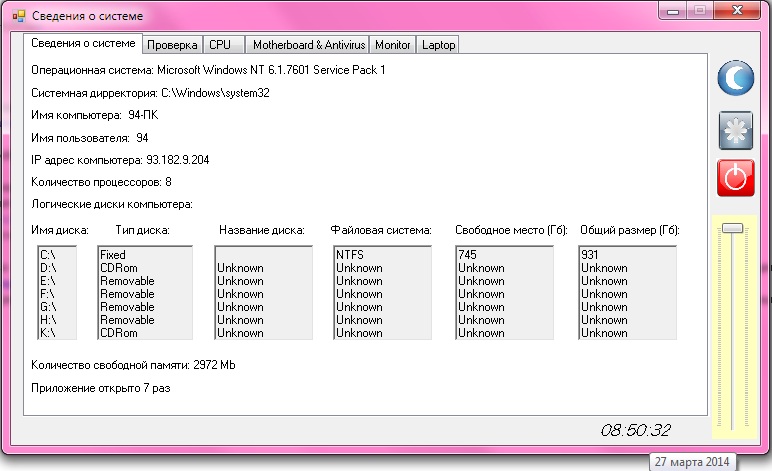 Сведения о системе
Сведения о системе Проверка CPU Motherboard & Antivirus Monitor Laptop
Операционная система: Microsoft Windows NT 6.1.7601 Service Pack 1
Системная дирректория: C:\Windows\system32
Имя компьютера: 94-ПК
Имя пользователя: 94
IP адрес компьютера: 93.182.9.204
Количество процессоров: 8
Логические диски компьютера:
Имя диска: Тип диска: Название диска: Файловая система: Свободное место (Гб): Общий размер (Гб):
C:\ Fixed NTFS 745 931
D:\ CDRom Unknown Unknown Unknown Unknown
E:\ Removable Unknown Unknown Unknown Unknown
F:\ Removable Unknown Unknown Unknown Unknown
G:\ Removable Unknown Unknown Unknown Unknown
H:\ Removable Unknown Unknown Unknown Unknown
K:\ CDRom Unknown Unknown Unknown Unknown
Количество свободной памяти: 2972 Mb
Приложение открыто 7 раз
08:50:32
27 марта 2014